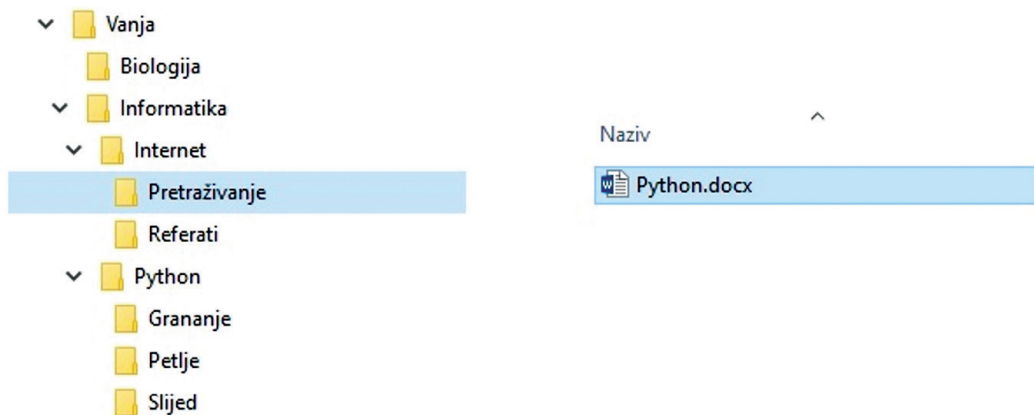 Vanja
Biologija
Informatika
Internet
Pretraživanje
Referati
Python
Grananje
Petlje
Slijed
Naziv
Python.docx